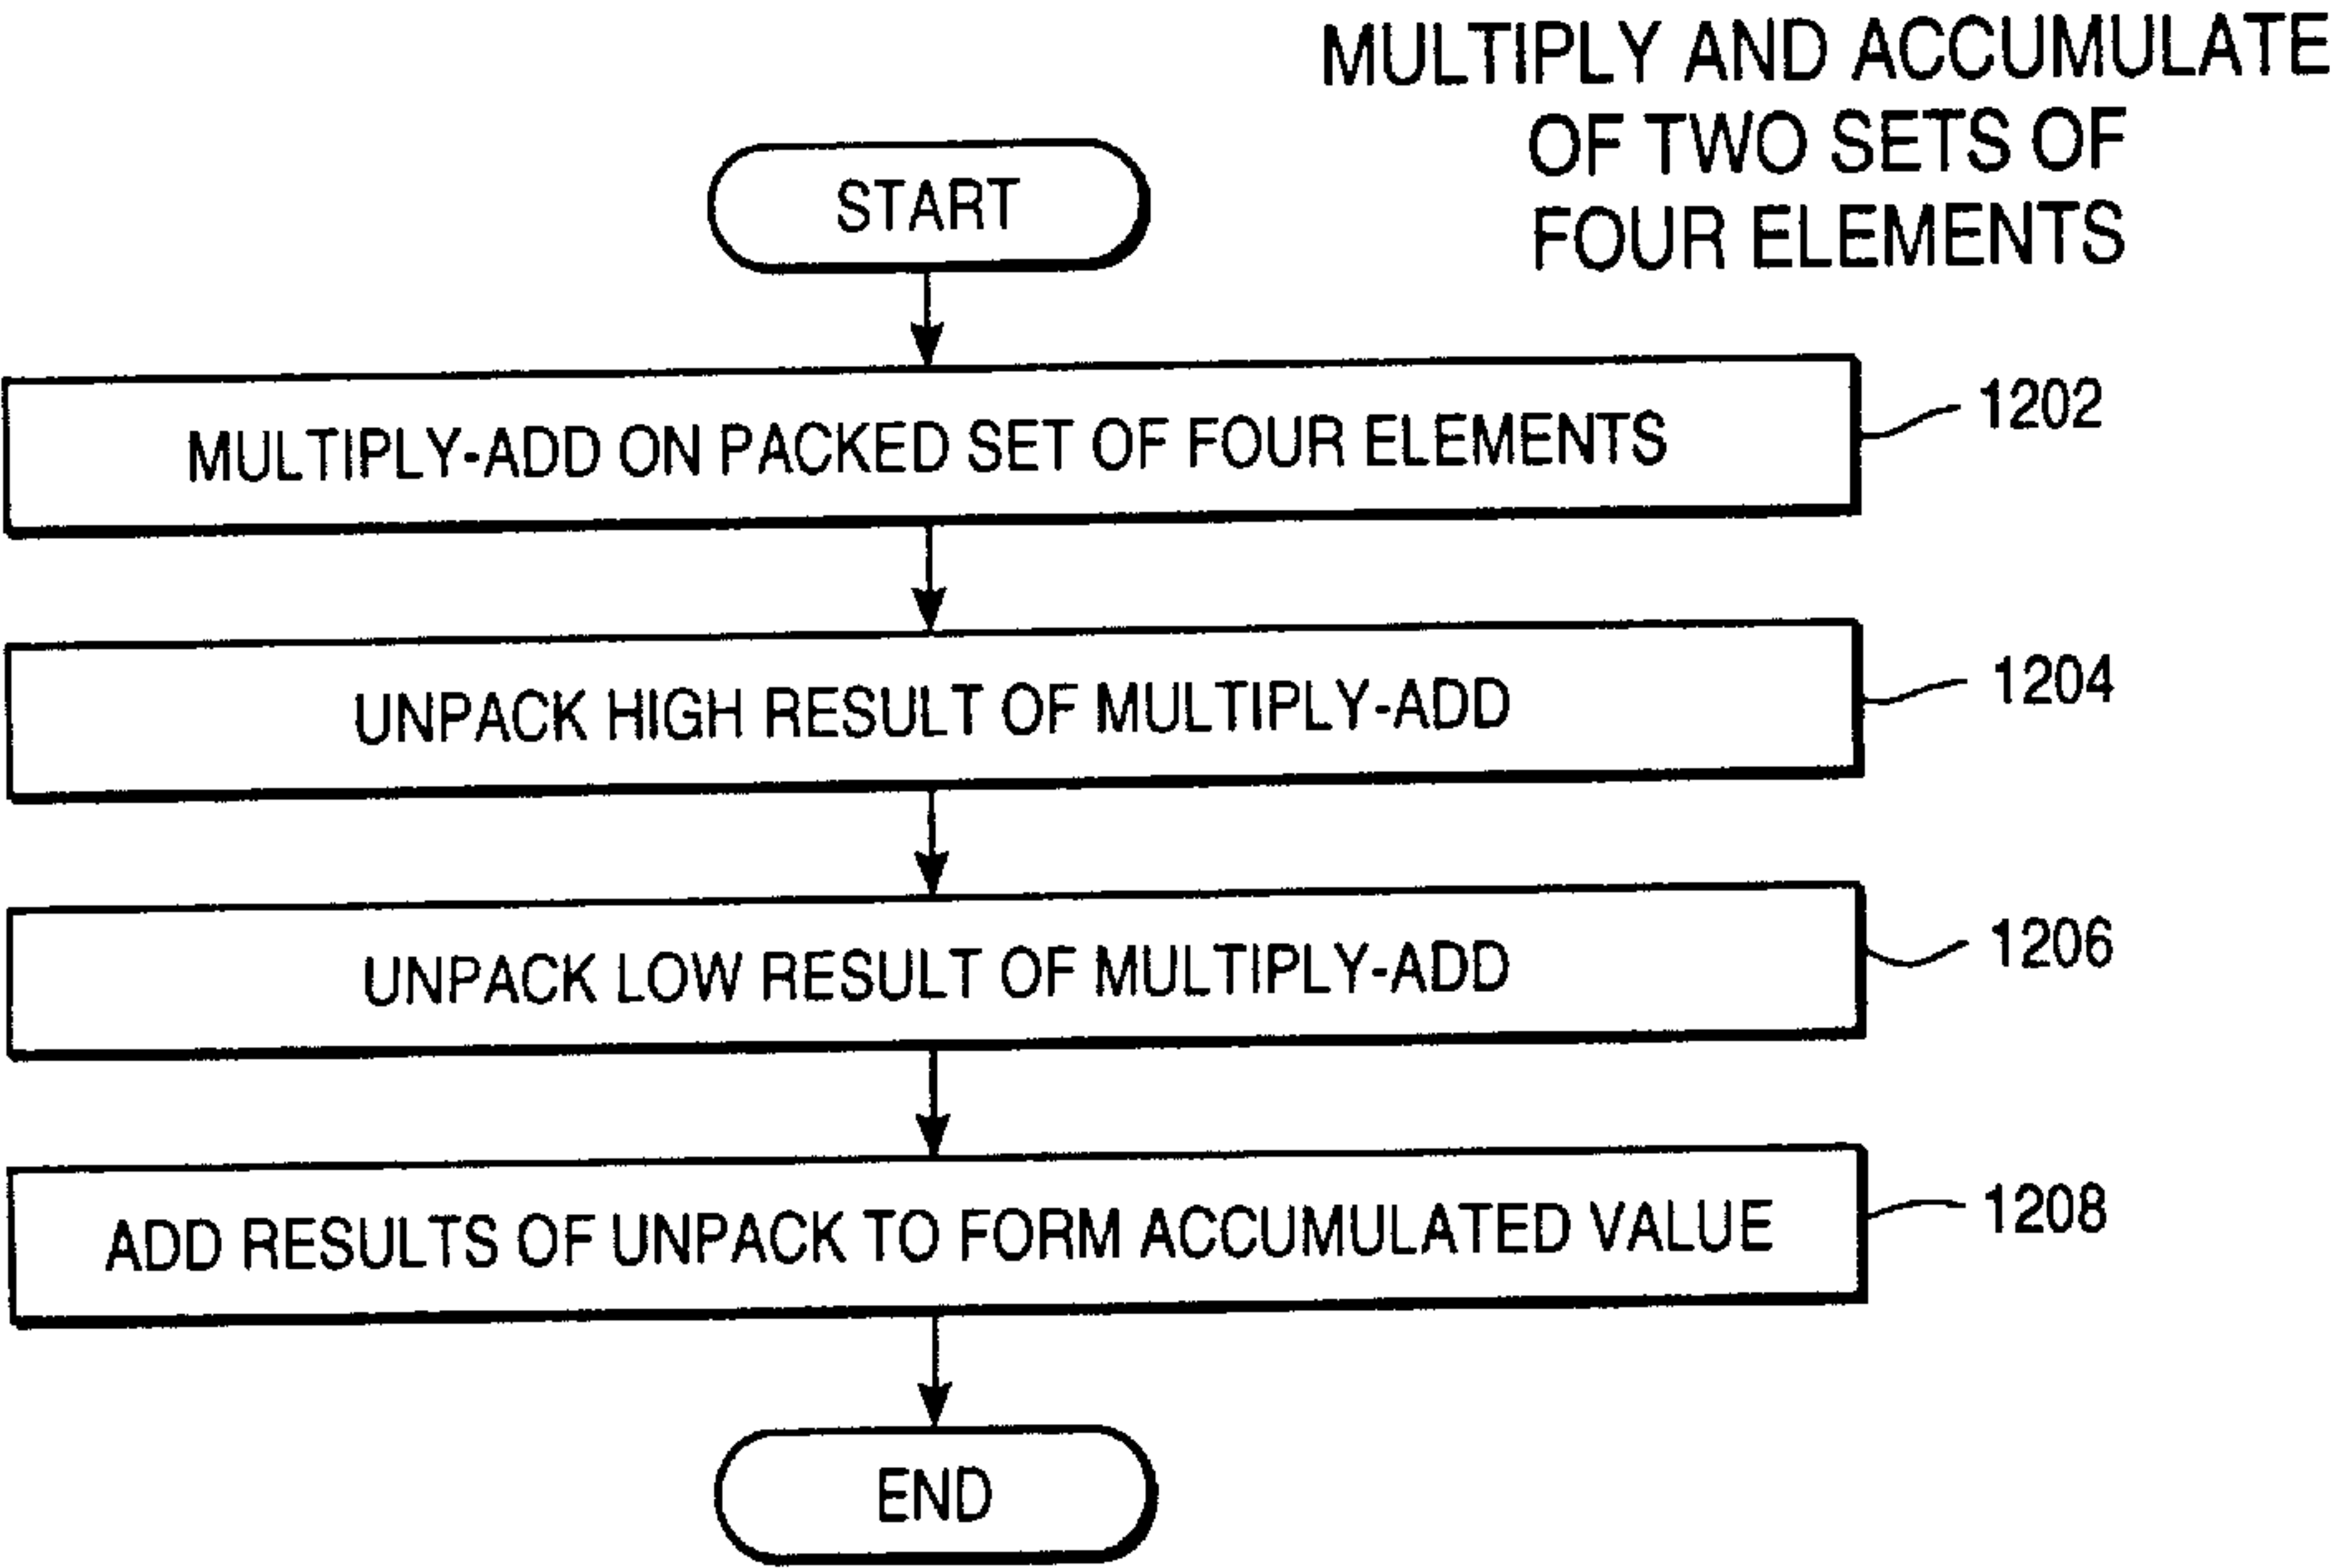 MULTIPLY AND ACCUMULATE
OF TWO SETS OF
FOUR ELEMENTS
START
MULTIPLY-ADD ON PACKED SET OF FOUR ELEMENTS
1202
UNPACK HIGH RESULT OF MULTIPLY-ADD
1204
UNPACK LOW RESULT OF MULTIPLY-ADD
1206
ADD RESULTS OF UNPACK TO FORM ACCUMULATED VALUE
1208
END